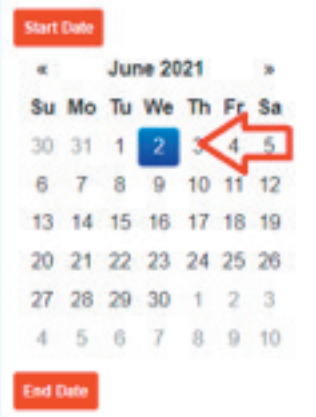 Start Date
« June 2021 »
Su Mo Tu We Th Fr Sa
30 31 1 2 3 4 5
6 7 8 9 10 11 12
13 14 15 16 17 18 19
20 21 22 23 24 25 26
27 28 29 30 1 2 3
4 5 6 7 8 9 10
End Date